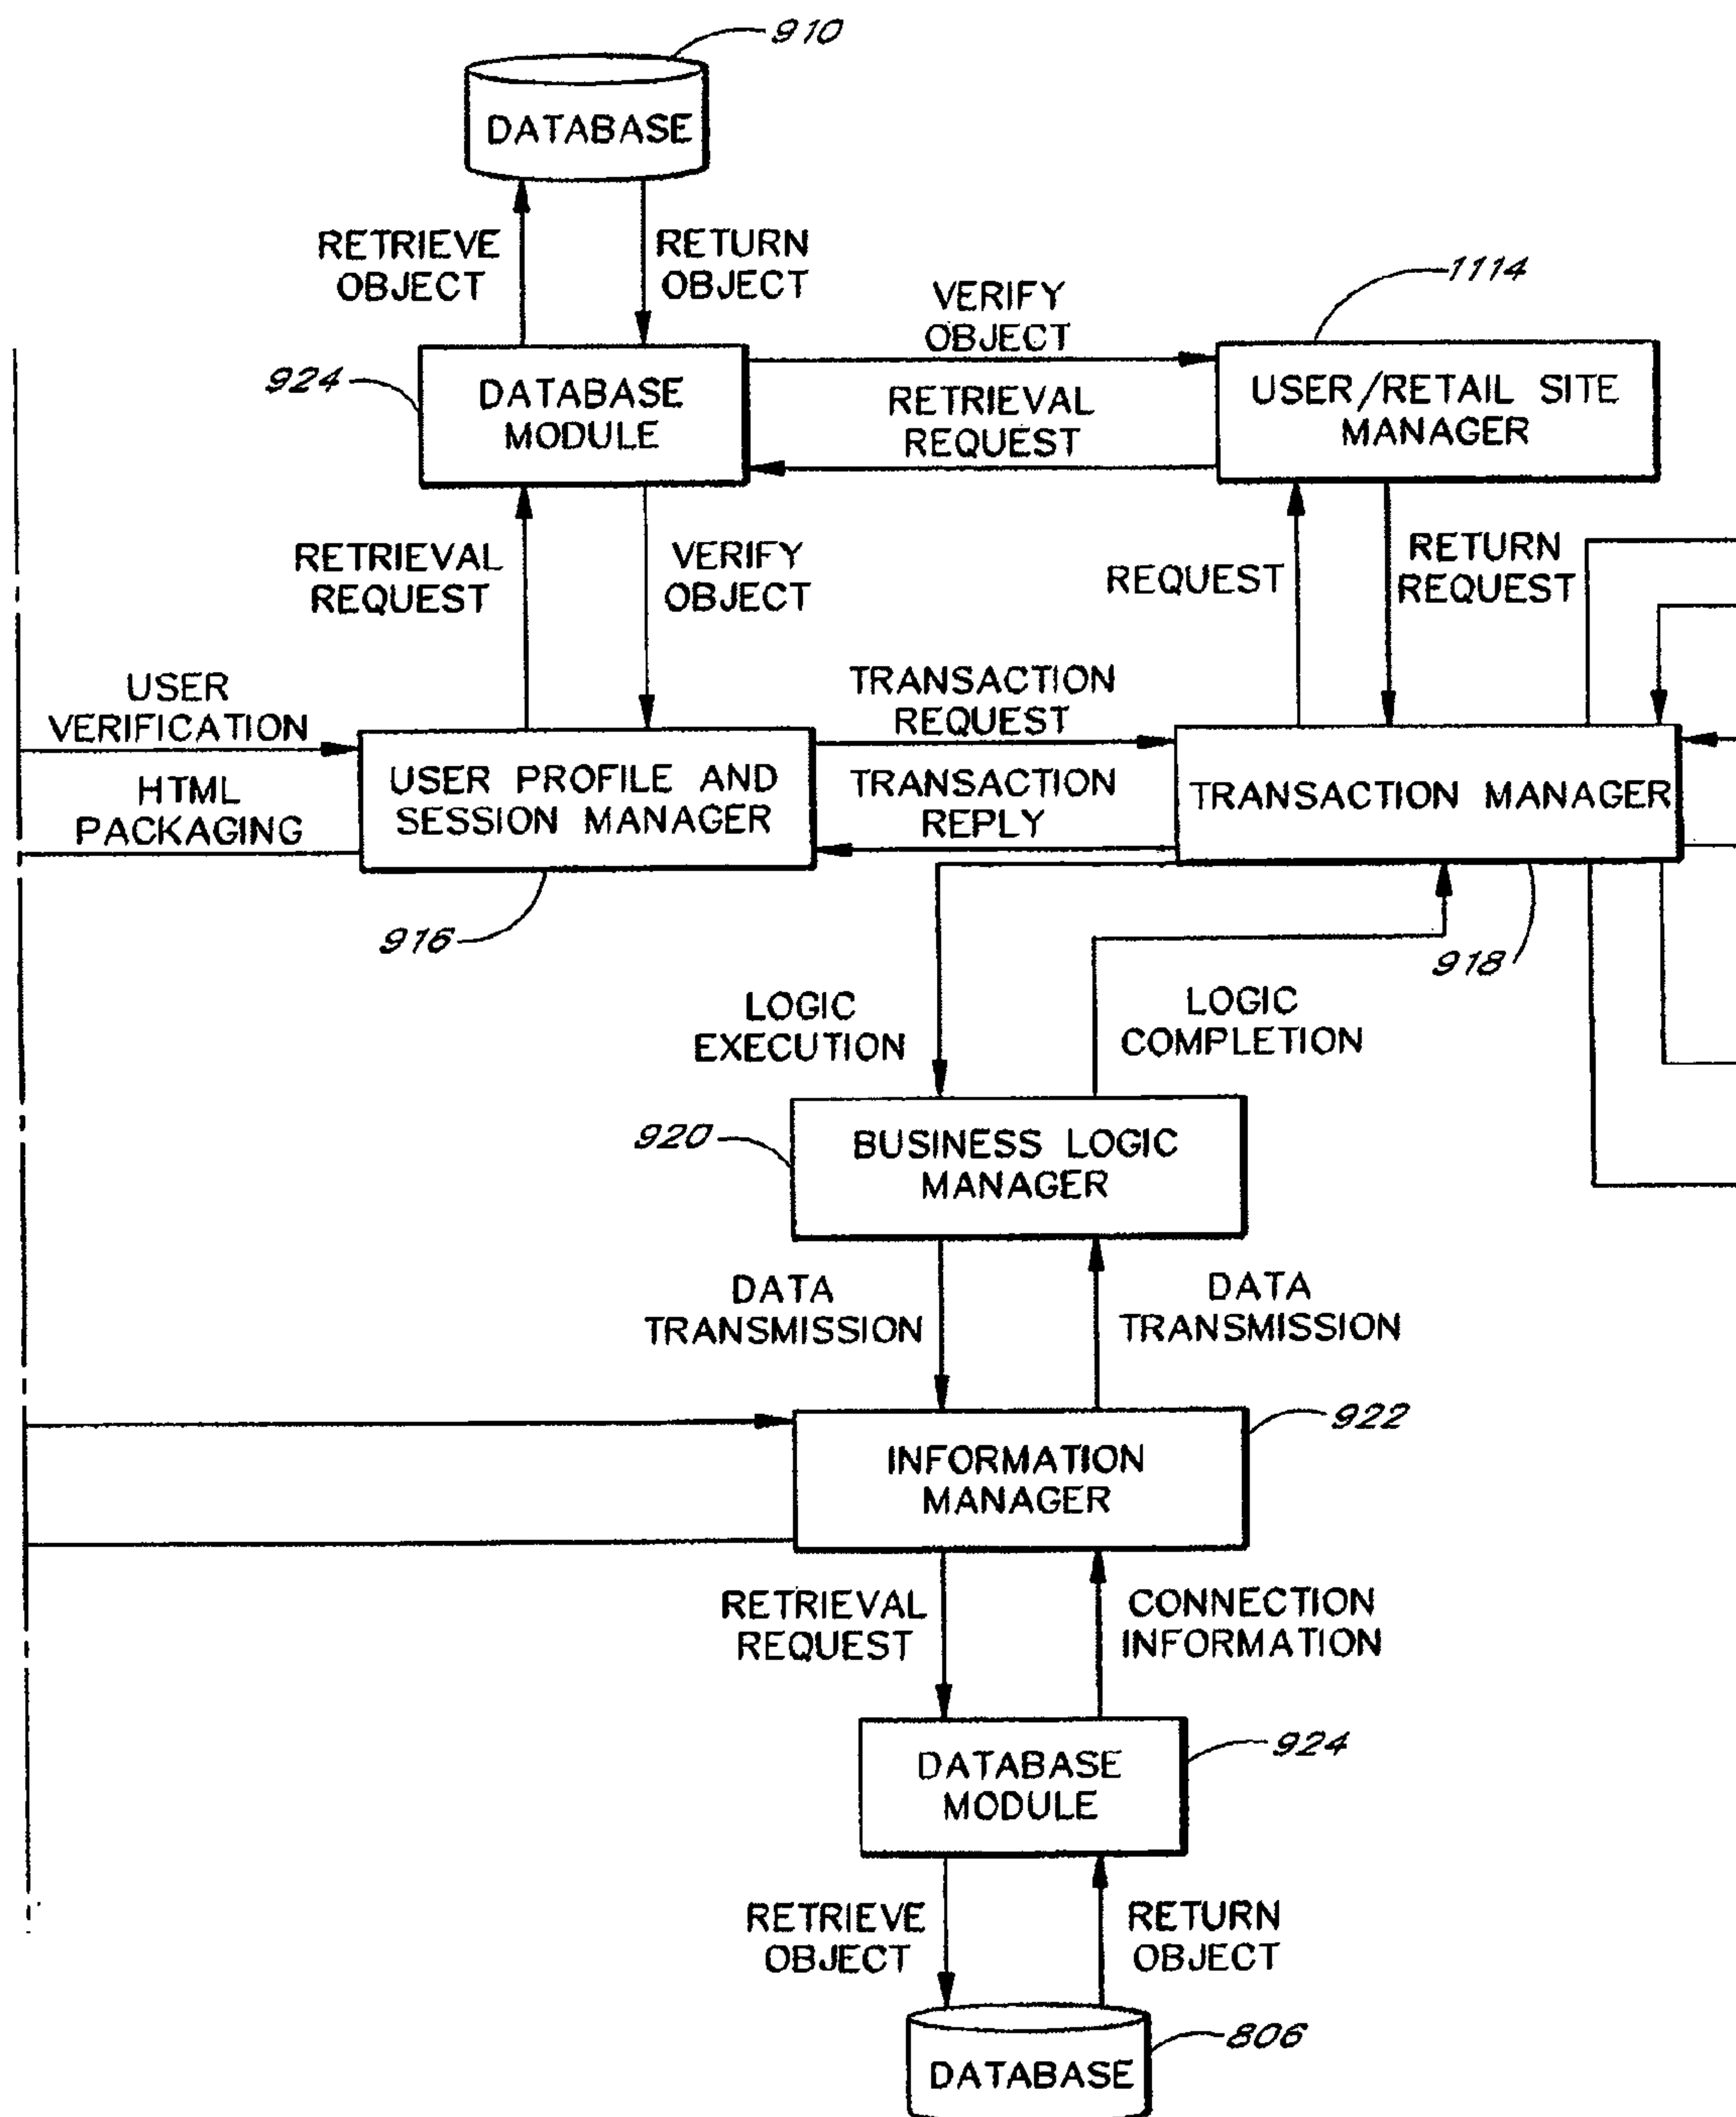 910
DATABASE
RETRIEVE
OBJECT
RETURN
OBJECT
1114
VERIFY
OBJECT
924
DATABASE
MODULE
RETRIEVAL
REQUEST
USER/RETAIL SITE
MANAGER
RETRIEVAL
REQUEST
VERIFY
OBJECT
REQUEST
RETURN
REQUEST
USER
VERIFICATION
TRANSACTION
REQUEST
HTML
PACKAGING
USER PROFILE AND
SESSION MANAGER
TRANSACTION
REPLY
TRANSACTION MANAGER
916
918
LOGIC
EXECUTION
LOGIC
COMPLETION
920
BUSINESS LOGIC
MANAGER
DATA
TRANSMISSION
DATA
TRANSMISSION
922
INFORMATION
MANAGER
RETRIEVAL
REQUEST
CONNECTION
INFORMATION
924
DATABASE
MODULE
RETRIEVE
OBJECT
RETURN
OBJECT
806
DATABASE